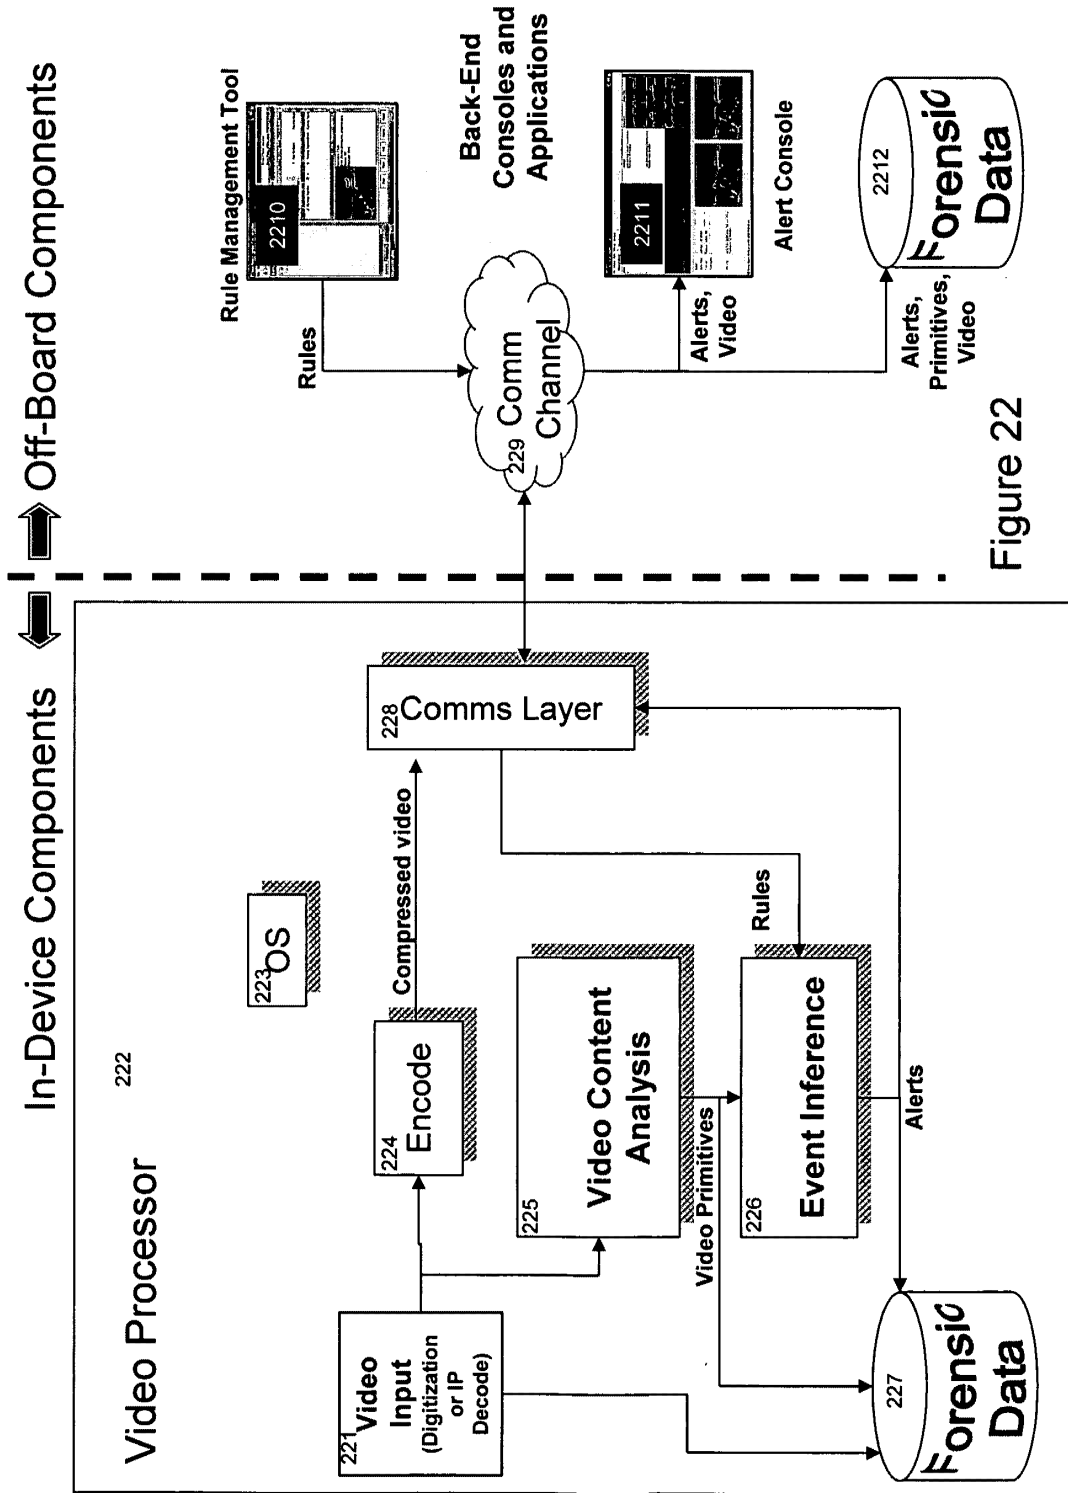 In-Device Components
Off-Board Components
Video Processor
222
223
OS
Rule Management Tool
2210
Rules
221
Video
Input
(Digitization
or IP
Decode)
224
Encode
Compressed video
228
Comms Layer
229
Comm
Channel
Back-End
Consoles and
Applications
225
Video Content
Analysis
Video Primitives
Rules
226
Event Inference
Alerts
227
Forensic
Data
2211
Alert Console
Alerts,
Video
2212
Forensic
Data
Alerts,
Primitives,
Video
Figure 22